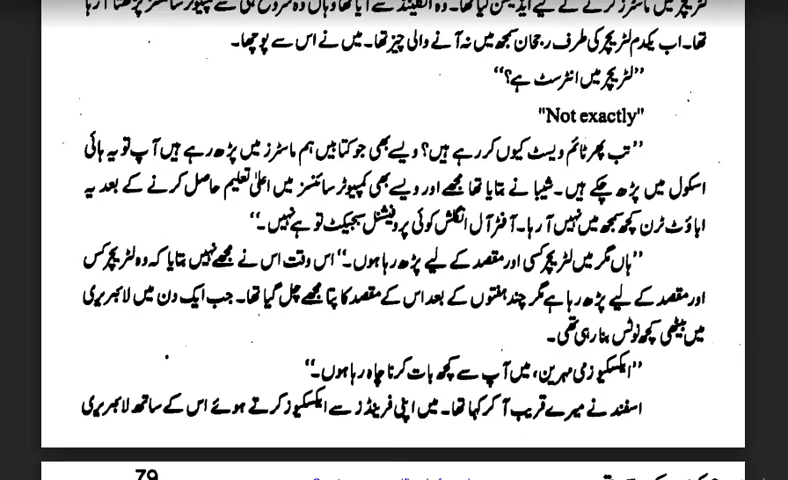 لٹریچر میں ماسٹرز کرنے کے لیے ایڈمیشن لیا تھا۔ وہ انگلینڈ سے آیا تھا وہاں وہ شروع ہی سے کمپیوٹر سائنسز پڑھتا آ رہا
تھا۔ اب یکدم لٹریچر کی طرف رجحان سمجھ میں نہ آنے والی چیز تھا۔ میں نے اس سے پوچھا۔
’’لٹریچر میں انٹرسٹ ہے؟‘‘
"Not exactly"
’’تب پھر ٹائم ویسٹ کیوں کر رہے ہیں؟ ویسے بھی جو کتابیں ہم ماسٹرز میں پڑھ رہے ہیں آپ تو یہ ہائی
اسکول میں پڑھ چکے ہیں۔ شیبا نے بتایا تھا مجھے اور ویسے بھی کمپیوٹر سائنسز میں اعلیٰ تعلیم حاصل کرنے کے بعد یہ
اباؤٹ ٹرن کچھ سمجھ میں نہیں آ رہا۔ آفٹر آل انگلش کوئی پروفیشنل سبجیکٹ تو ہے نہیں۔‘‘
’’ہاں مگر میں لٹریچر کسی اور مقصد کے لیے پڑھ رہا ہوں۔‘‘ اس وقت اس نے مجھے نہیں بتایا کہ وہ لٹریچر کس
اور مقصد کے لیے پڑھ رہا ہے مگر چند ہفتوں کے بعد اس کے مقصد کا پتا مجھے چل گیا تھا۔ جب ایک دن میں لائبریری
میں بیٹھی کچھ نوٹس بنا رہی تھی۔
’’ایکسکیوز می مہرین، میں آپ سے کچھ بات کرنا چاہ رہا ہوں۔‘‘
اسفند نے میرے قریب آ کر کہا تھا۔ میں اپنی فرینڈز سے ایکسکیوز کرتے ہوئے اس کے ساتھ لائبریری
79